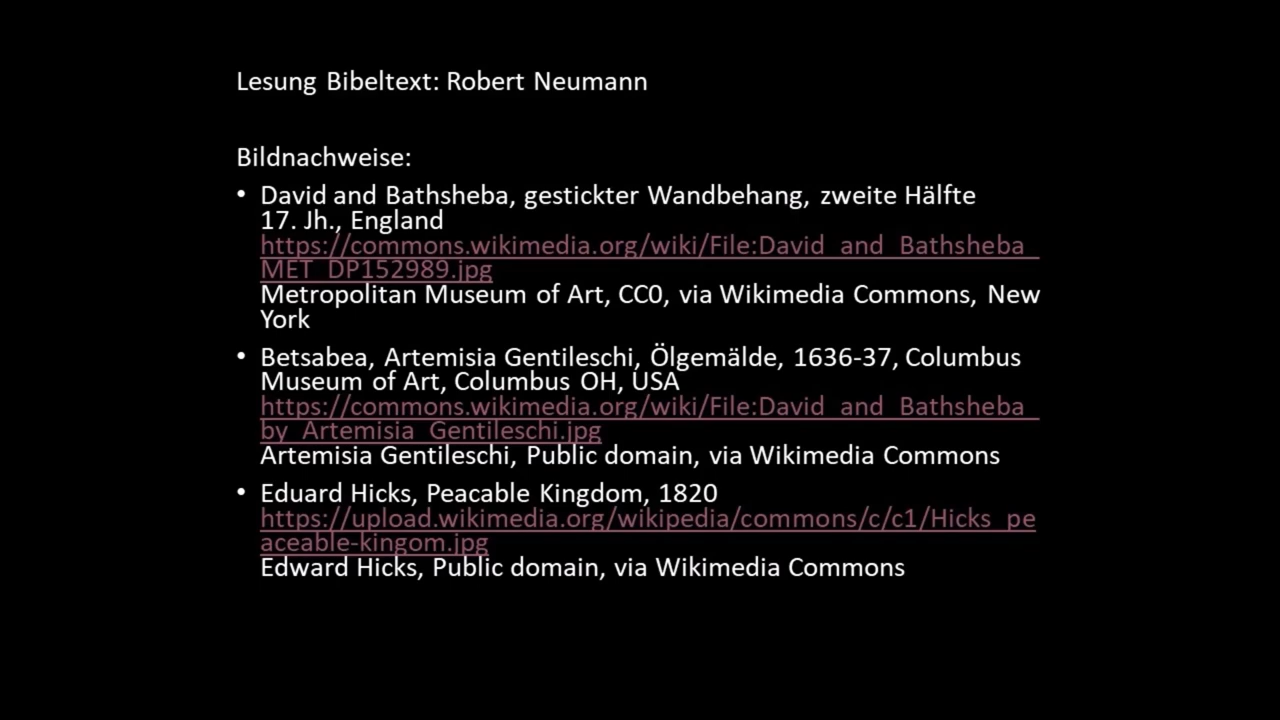 Lesung Bibeltext: Robert Neumann
Bildnachweise:
• David and Bathsheba, gestickter Wandbehang, zweite Hälfte
17. Jh., England
https://commons.wikimedia.org/wiki/File:David_and_Bathsheba_
MET_DP152989.jpg
Metropolitan Museum of Art, CC0, via Wikimedia Commons, New
York
• Betsabea, Artemisia Gentileschi, Ölgemälde, 1636-37, Columbus
Museum of Art, Columbus OH, USA
https://commons.wikimedia.org/wiki/File:David_and_Bathsheba_
by_Artemisia_Gentileschi.jpg
Artemisia Gentileschi, Public domain, via Wikimedia Commons
• Eduard Hicks, Peacable Kingdom, 1820
https://upload.wikimedia.org/wikipedia/commons/c/c1/Hicks_pe
aceable-kingom.jpg
Edward Hicks, Public domain, via Wikimedia Commons